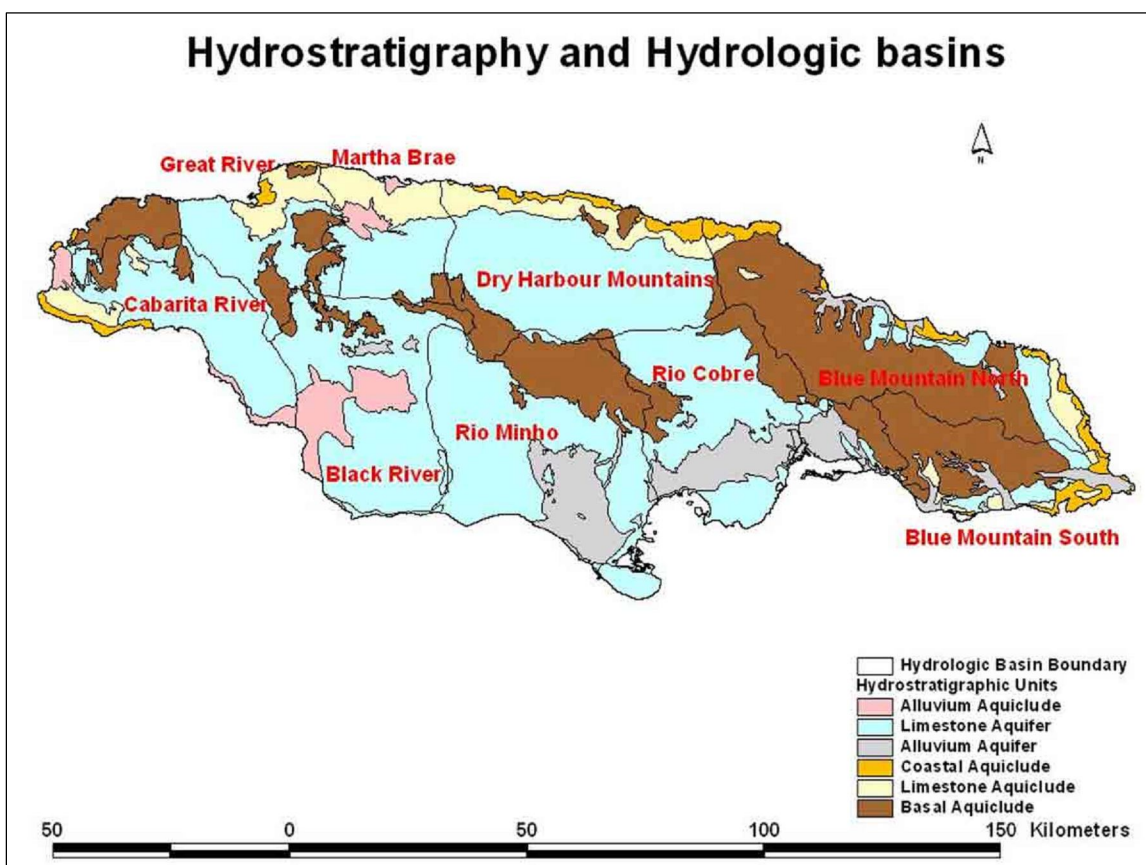 Hydrostratigraphy and Hydrologic basins
N
Great River
Martha Brae
Dry Harbour Mountains
Cabarita River
Rio Cobre
Blue Mountain North
Rio Minho
Black River
Blue Mountain South
Hydrologic Basin Boundary
Hydrostratigraphic Units
Alluvium Aquiclude
Limestone Aquifer
Alluvium Aquifer
Coastal Aquiclude
Limestone Aquiclude
Basal Aquiclude
50 0 50 100 150 Kilometers